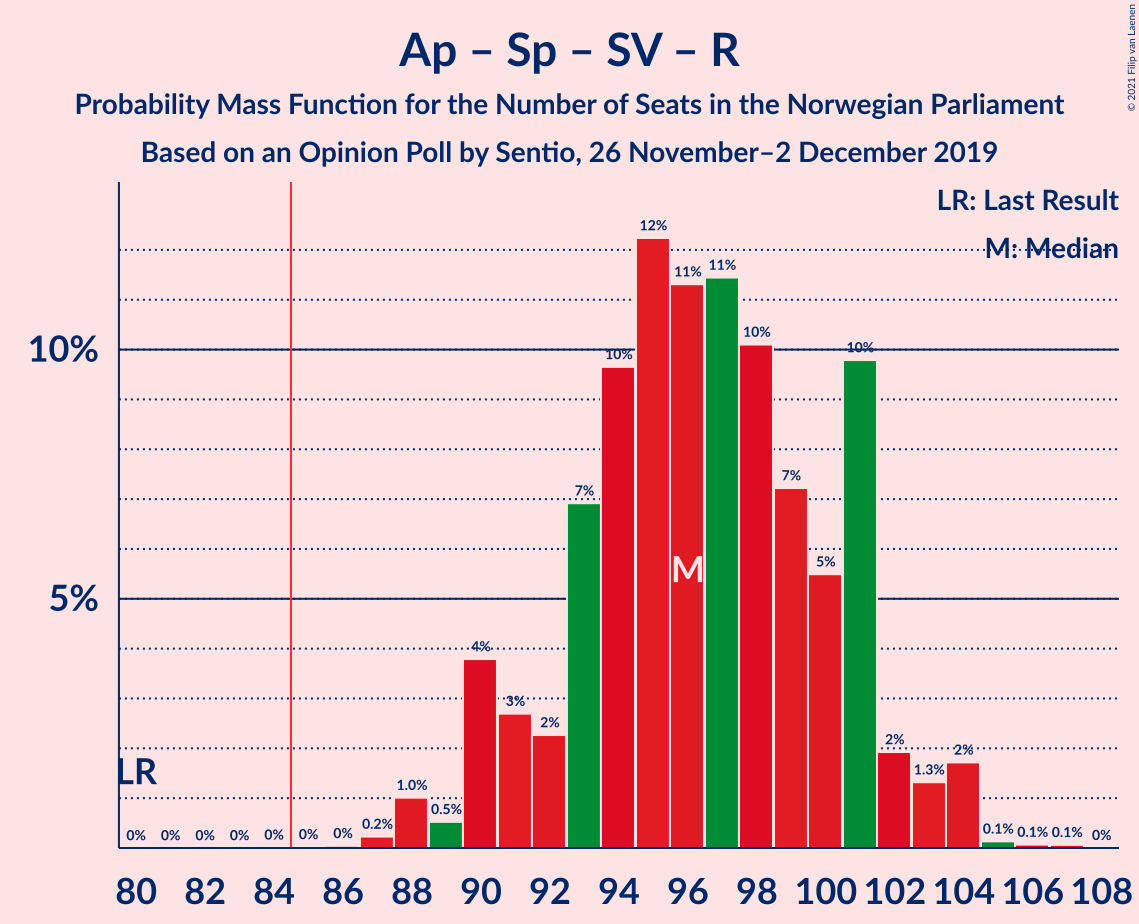 Ap – Sp – SV – R
Probability Mass Function for the Number of Seats in the Norwegian Parliament
Based on an Opinion Poll by Sentio, 26 November–2 December 2019
© 2021 Filip van Laenen
LR: Last Result
M: Median
10%
5%
LR
M
0% 0% 0% 0% 0% 0% 0% 0.2% 1.0% 0.5% 4% 3% 2% 7% 10% 12% 11% 11% 10% 7% 5% 10% 2% 1.3% 2% 0.1% 0.1% 0.1% 0%
80 82 84 86 88 90 92 94 96 98 100 102 104 106 108